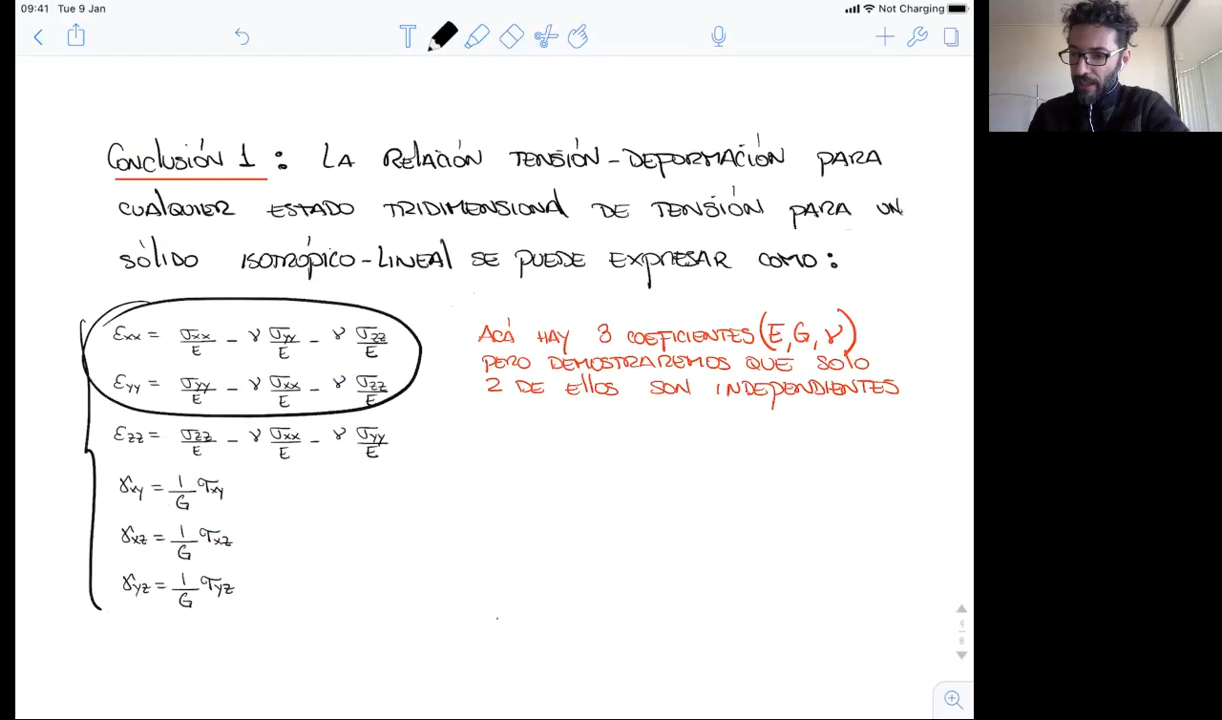 09:41 Tue 9 Jan
Not Charging
CONCLUSIÓN 1: LA RELACIÓN TENSIÓN-DEFORMACIÓN PARA
CUALQUIER ESTADO TRIDIMENSIONAL DE TENSIÓN PARA UN
SÓLIDO ISOTRÓPICO-LINEAL SE PUEDE EXPRESAR COMO:
εxx = σxx/E - ν σyy/E - ν σzz/E
εyy = σyy/E - ν σxx/E - ν σzz/E
εzz = σzz/E - ν σxx/E - ν σyy/E
γxy = 1/G τxy
γxz = 1/G τxz
γyz = 1/G τyz
ACÁ HAY 3 COEFICIENTES (E, G, ν)
PERO DEMOSTRAREMOS QUE SOLO
2 DE ELLOS SON INDEPENDIENTES
4
8